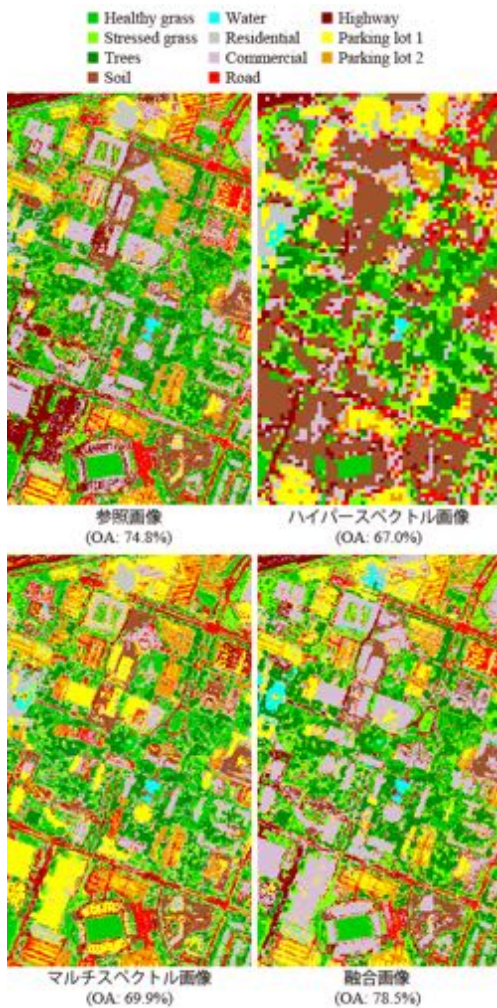 Healthy grass Water Highway
Stressed grass Residential Parking lot 1
Trees Commercial Parking lot 2
Soil Road
参照画像 ハイパースペクトル画像
(OA: 74.8%) (OA: 67.0%)
マルチスペクトル画像 融合画像
(OA: 69.9%) (OA: 78.5%)